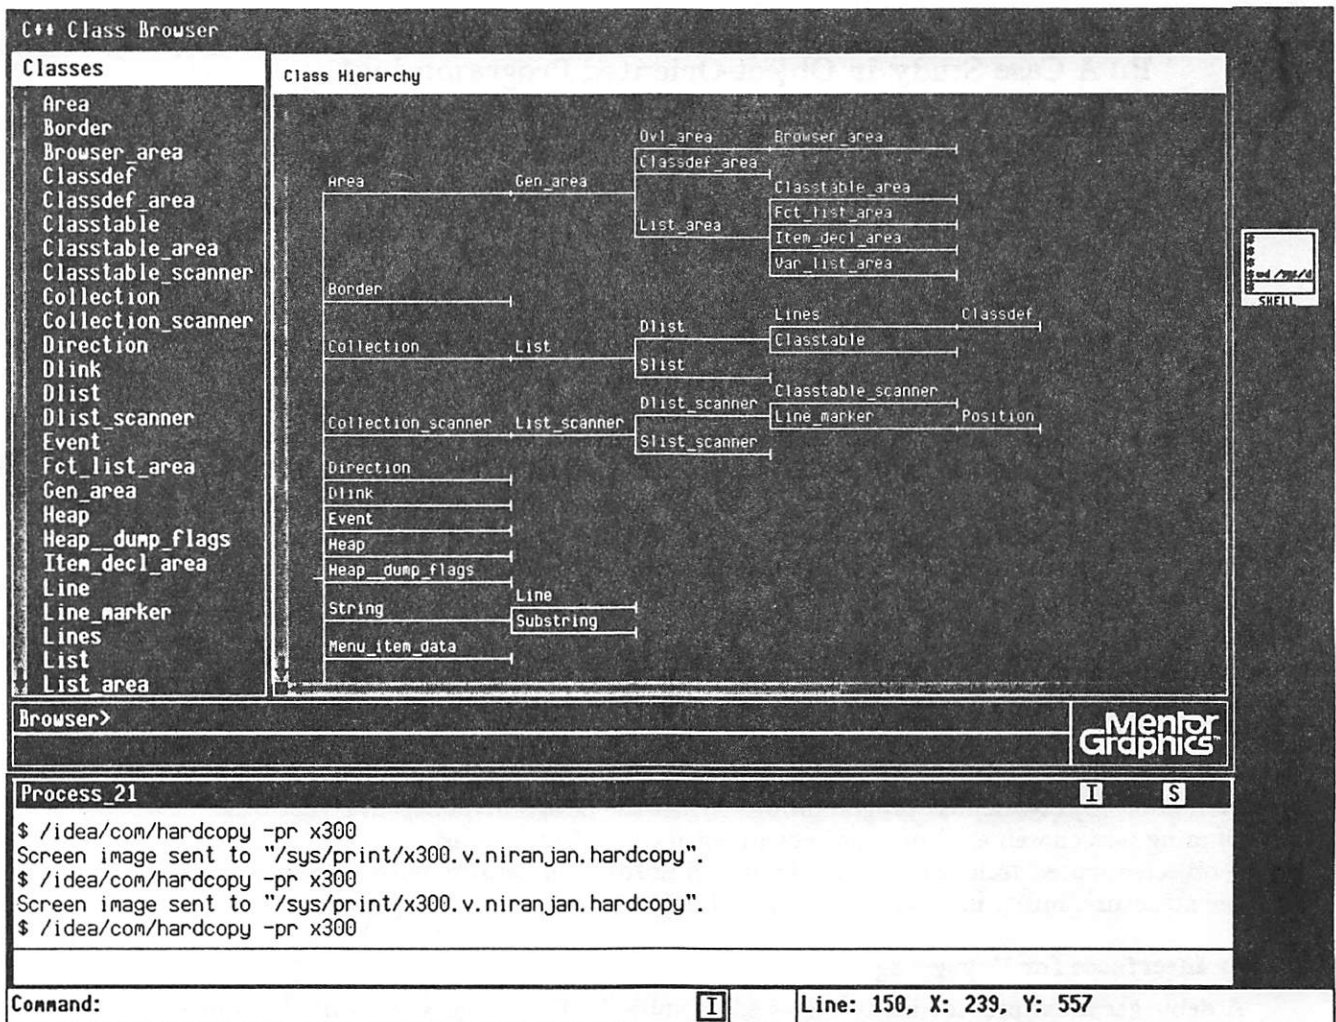 C++ Class Browser
Classes
Area
Border
Browser_area
Classdef
Classdef_area
Classtable
Classtable_area
Classtable_scanner
Collection
Collection_scanner
Direction
Dlink
Dlist
Dlist_scanner
Event
Fct_list_area
Gen_area
Heap
Heap__dump_flags
Item_decl_area
Line
Line_marker
Lines
List
List_area
Class Hierarchy
Ovl_area Browser_area
Classdef_area
Area Gen_area Classtable_area
Fct_list_area
List_area
Item_decl_area
Var_list_area
Border
Lines Classdef
Dlist
Classtable
Collection List
Slist
Classtable_scanner
Dlist_scanner
Line_marker Position
Collection_scanner List_scanner
Slist_scanner
Direction
Dlink
Event
Heap
Heap__dump_flags
Line
String
Substring
Menu_item_data
SHELL
Browser>
Mentor
Graphics™
Process_21 I S
$ /idea/com/hardcopy -pr x300
Screen image sent to "/sys/print/x300.v.niranjan.hardcopy".
$ /idea/com/hardcopy -pr x300
Screen image sent to "/sys/print/x300.v.niranjan.hardcopy".
$ /idea/com/hardcopy -pr x300
Command: I Line: 150, X: 239, Y: 557